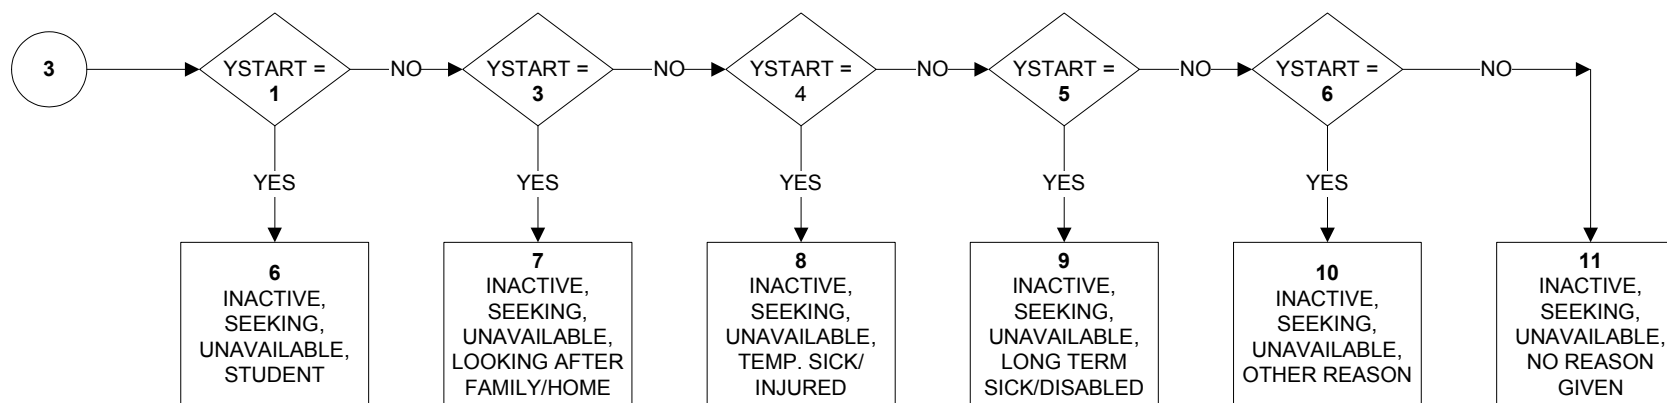 3
YSTART =
1
NO
YSTART =
3
NO
YSTART =
4
NO
YSTART =
5
NO
YSTART =
6
NO
YES
YES
YES
YES
YES
6
INACTIVE,
SEEKING,
UNAVAILABLE,
STUDENT
7
INACTIVE,
SEEKING,
UNAVAILABLE,
LOOKING AFTER
FAMILY/HOME
8
INACTIVE,
SEEKING,
UNAVAILABLE,
TEMP. SICK/
INJURED
9
INACTIVE,
SEEKING,
UNAVAILABLE,
LONG TERM
SICK/DISABLED
10
INACTIVE,
SEEKING,
UNAVAILABLE,
OTHER REASON
11
INACTIVE,
SEEKING,
UNAVAILABLE,
NO REASON
GIVEN